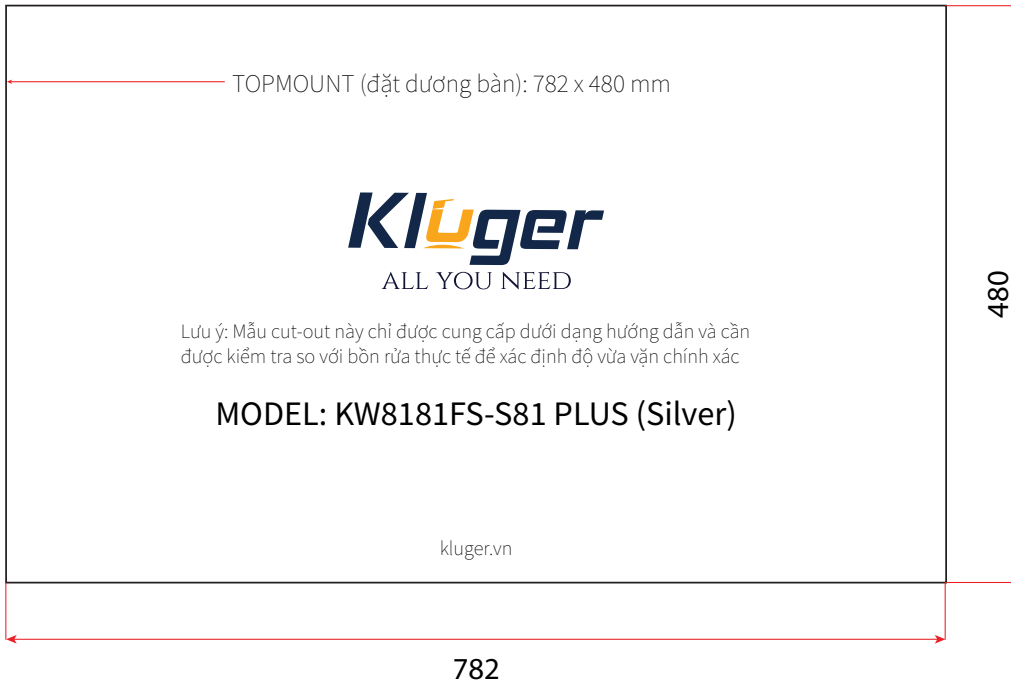 TOPMOUNT (đặt dương bàn): 782 x 480 mm
Kluger
ALL YOU NEED
480
Lưu ý: Mẫu cut-out này chỉ được cung cấp dưới dạng hướng dẫn và cần
được kiểm tra so với bồn rửa thực tế để xác định độ vừa vặn chính xác
MODEL: KW8181FS-S81 PLUS (Silver)
kluger.vn
782